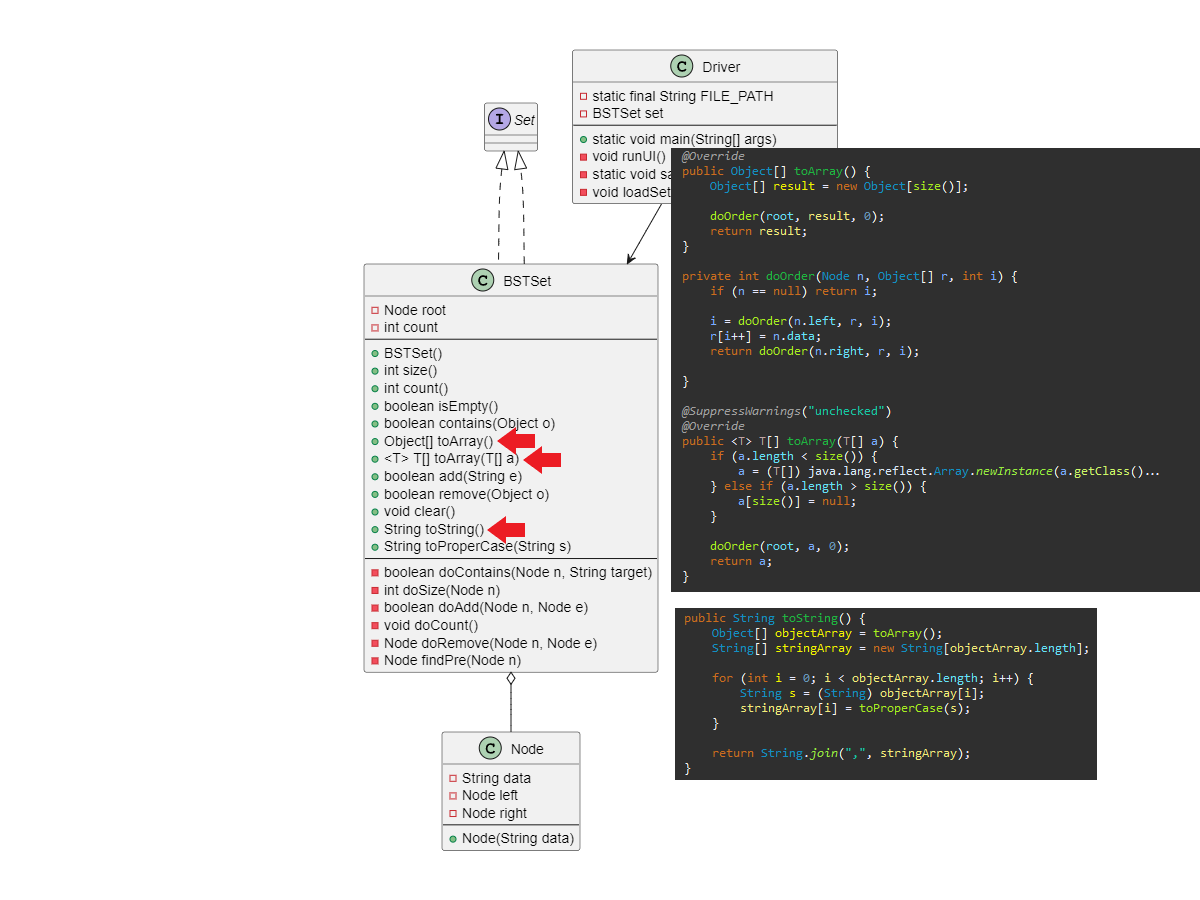 C Driver
static final String FILE_PATH
BSTSet set
static void main(String[] args)
void runUI()
static void sa
void loadSet
I Set
C BSTSet
Node root
int count
BSTSet()
int size()
int count()
boolean isEmpty()
boolean contains(Object o)
Object[] toArray()
<T> T[] toArray(T[] a)
boolean add(String e)
boolean remove(Object o)
void clear()
String toString()
String toProperCase(String s)
boolean doContains(Node n, String target)
int doSize(Node n)
boolean doAdd(Node n, Node e)
void doCount()
Node doRemove(Node n, Node e)
Node findPre(Node n)
C Node
String data
Node left
Node right
Node(String data)
@Override
public Object[] toArray() {
Object[] result = new Object[size()];
doOrder(root, result, 0);
return result;
}
private int doOrder(Node n, Object[] r, int i) {
if (n == null) return i;
i = doOrder(n.left, r, i);
r[i++] = n.data;
return doOrder(n.right, r, i);
}
@SuppressWarnings("unchecked")
@Override
public <T> T[] toArray(T[] a) {
if (a.length < size()) {
a = (T[]) java.lang.reflect.Array.newInstance(a.getClass()...
} else if (a.length > size()) {
a[size()] = null;
}
doOrder(root, a, 0);
return a;
}
public String toString() {
Object[] objectArray = toArray();
String[] stringArray = new String[objectArray.length];
for (int i = 0; i < objectArray.length; i++) {
String s = (String) objectArray[i];
stringArray[i] = toProperCase(s);
}
return String.join(",", stringArray);
}